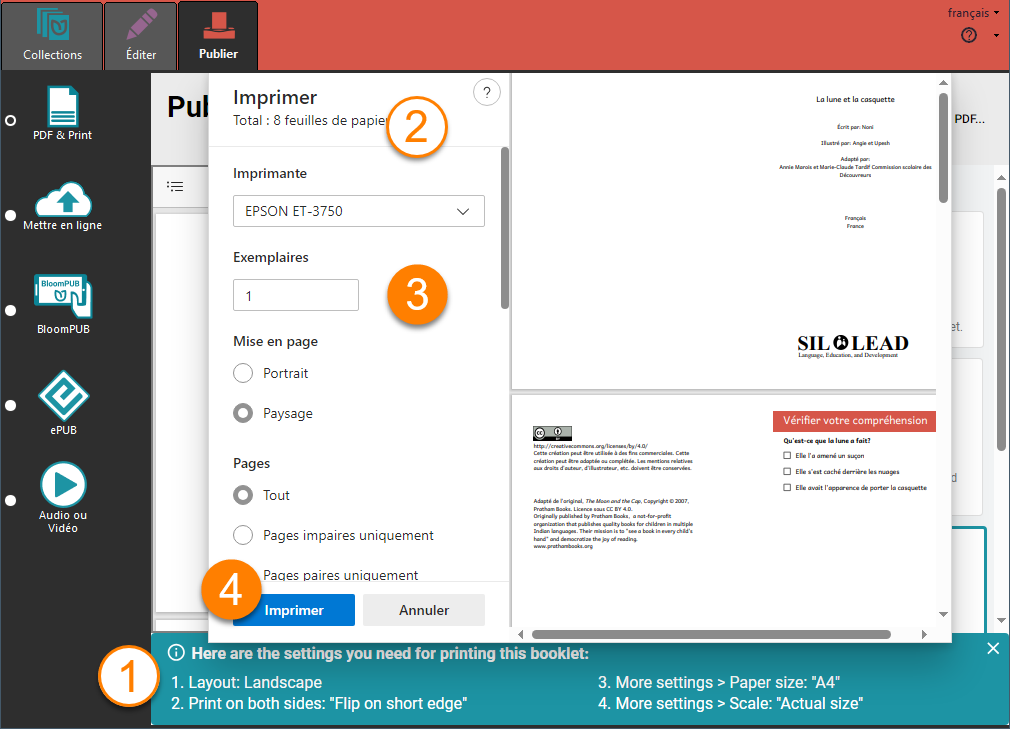 Collections
Éditer
Publier
français
PDF & Print
Mettre en ligne
BloomPUB
BloomPUB
ePUB
Audio ou
Vidéo
Pub
PDF...
et.
d
Imprimer
?
Total : 8 feuilles de papier
2
Imprimante
EPSON ET-3750
Exemplaires
1
3
Mise en page
Portrait
Paysage
Pages
Tout
Pages impaires uniquement
Pages paires uniquement
4
Imprimer
Annuler
La lune et la casquette
Écrit par: Noni
Illustré par: Angie et Upesh
Adapté par:
Annie Marois et Marie-Claude Tardif Commission scolaire des
Découvreurs
Français
France
SIL LEAD
Language, Education, and Development
http://creativecommons.org/licenses/by/4.0/
Cette création peut être utilisée à des fins commerciales. Cette
création peut être adaptée ou complétée. Les mentions relatives
aux droits d'auteur, d'illustrateur, etc. doivent être conservées.
Adapté de l'original, The Moon and the Cap, Copyright © 2007,
Pratham Books. Licence sous CC BY 4.0.
Originally published by Pratham Books, a not-for-profit
organization that publishes quality books for children in multiple
Indian languages. Their mission is to "see a book in every child's
hand" and democratize the joy of reading.
www.prathambooks.org
Vérifier votre compréhension
Qu'est-ce que la lune a fait?
Elle l'a amené un suçon
Elle s'est caché derrière les nuages
Elle avait l'apparence de porter la casquette
1
Here are the settings you need for printing this booklet:
1. Layout: Landscape
2. Print on both sides: "Flip on short edge"
3. More settings > Paper size: "A4"
4. More settings > Scale: "Actual size"